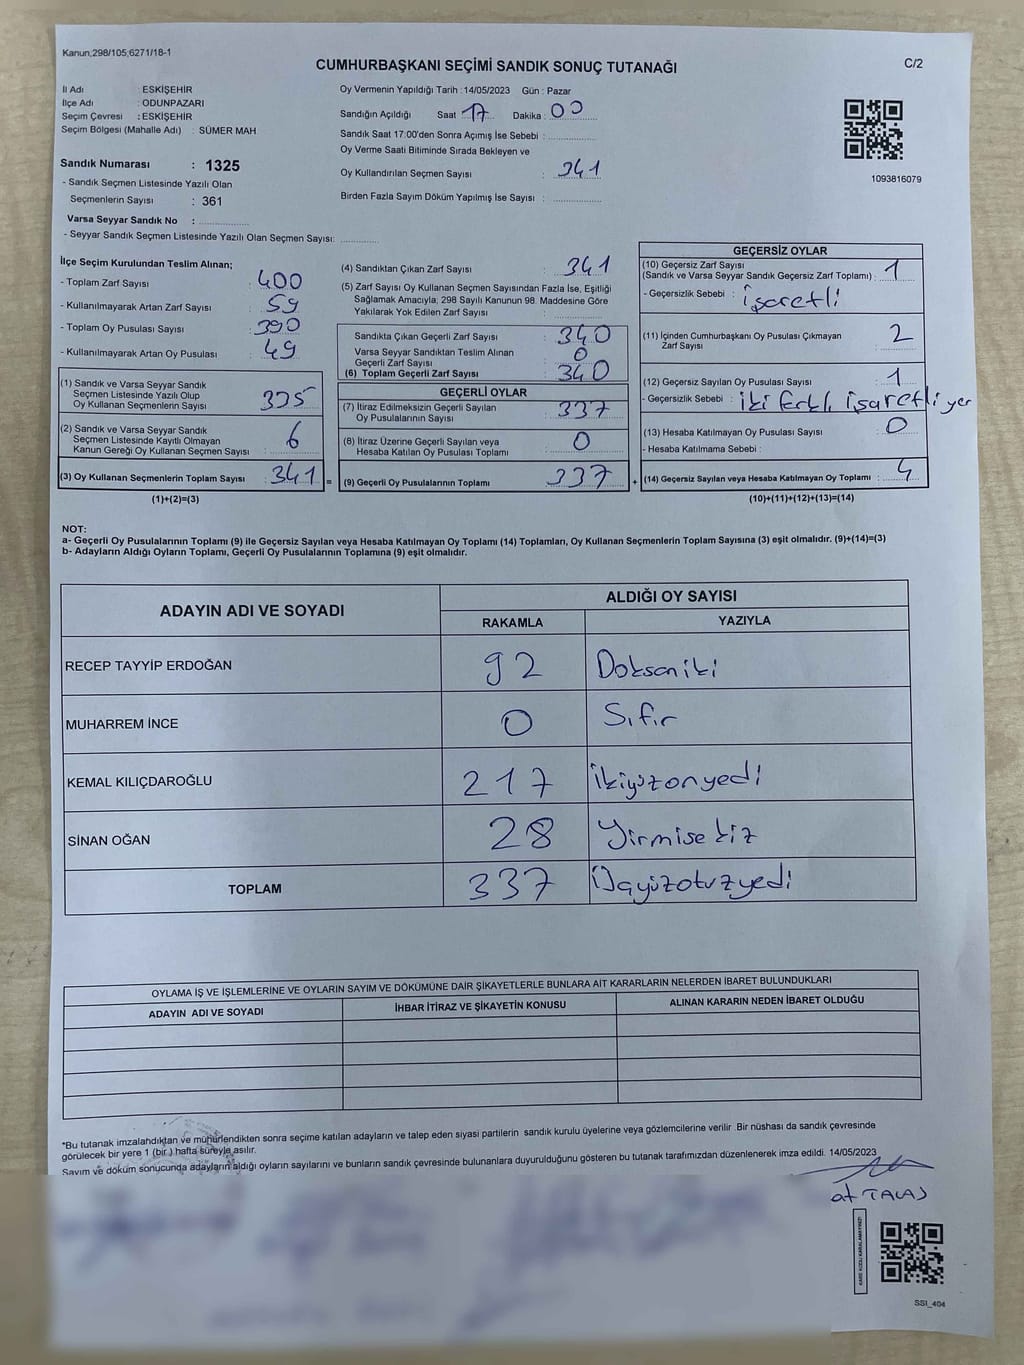 Kanun,298/105,6271/18-1
CUMHURBAŞKANI SEÇİMİ SANDIK SONUÇ TUTANAĞI
C/2
İl Adı : ESKİŞEHİR
İlçe Adı : ODUNPAZARI
Seçim Çevresi : ESKİŞEHİR
Seçim Bölgesi (Mahalle Adı) : SÜMER MAH
Sandık Numarası : 1325
- Sandık Seçmen Listesinde Yazılı Olan
Seçmenlerin Sayısı : 361
Varsa Seyyar Sandık No :
- Seyyar Sandık Seçmen Listesinde Yazılı Olan Seçmen Sayısı:
Oy Vermenin Yapıldığı Tarih :14/05/2023 Gün : Pazar
Sandığın Açıldığı Saat 17 Dakika : 00
Sandık Saat 17:00'den Sonra Açımış İse Sebebi :
Oy Verme Saati Bitiminde Sırada Bekleyen ve
Oy Kullandırılan Seçmen Sayısı : 341
Birden Fazla Sayım Döküm Yapılmış İse Sayısı :
1093816079
İlçe Seçim Kurulundan Teslim Alınan;
- Toplam Zarf Sayısı : 400
- Kullanılmayarak Artan Zarf Sayısı : 59
- Toplam Oy Pusulası Sayısı : 390
- Kullanılmayarak Artan Oy Pusulası : 49
(1) Sandık ve Varsa Seyyar Sandık
Seçmen Listesinde Yazılı Olup
Oy Kullanan Seçmenlerin Sayısı : 335
(2) Sandık ve Varsa Seyyar Sandık
Seçmen Listesinde Kayıtlı Olmayan
Kanun Gereği Oy Kullanan Seçmen Sayısı : 6
(3) Oy Kullanan Seçmenlerin Toplam Sayısı : 341 =
(1)+(2)=(3)
(4) Sandıktan Çıkan Zarf Sayısı : 341
(5) Zarf Sayısı Oy Kullanan Seçmen Sayısından Fazla İse, Eşitliği
Sağlamak Amacıyla, 298 Sayılı Kanunun 98. Maddesine Göre
Yakılarak Yok Edilen Zarf Sayısı :
Sandıkta Çıkan Geçerli Zarf Sayısı : 340
Varsa Seyyar Sandıktan Teslim Alınan
Geçerli Zarf Sayısı : 0
(6) Toplam Geçerli Zarf Sayısı : 340
GEÇERLİ OYLAR
(7) İtiraz Edilmeksizin Geçerli Sayılan
Oy Pusulalarının Sayısı : 337
(8) İtiraz Üzerine Geçerli Sayılan veya
Hesaba Katılan Oy Pusulası Toplamı : 0
(9) Geçerli Oy Pusulalarının Toplamı : 337 +
GEÇERSİZ OYLAR
(10) Geçersiz Zarf Sayısı
(Sandık ve Varsa Seyyar Sandık Geçersiz Zarf Toplamı) : 1
- Geçersizlik Sebebi : işaretli
(11) İçinden Cumhurbaşkanı Oy Pusulası Çıkmayan
Zarf Sayısı : 2
(12) Geçersiz Sayılan Oy Pusulası Sayısı : 1
- Geçersizlik Sebebi : iki farklı işaretliyer
(13) Hesaba Katılmayan Oy Pusulası Sayısı : 0
- Hesaba Katılmama Sebebi :
(14) Geçersiz Sayılan veya Hesaba Katılmayan Oy Toplamı : 4
(10)+(11)+(12)+(13)=(14)
NOT:
a- Geçerli Oy Pusulalarının Toplamı (9) ile Geçersiz Sayılan veya Hesaba Katılmayan Oy Toplamı (14) Toplamları, Oy Kullanan Seçmenlerin Toplam Sayısına (3) eşit olmalıdır. (9)+(14)=(3)
b- Adayların Aldığı Oyların Toplamı, Geçerli Oy Pusulalarının Toplamına (9) eşit olmalıdır.
ADAYIN ADI VE SOYADI
ALDIĞI OY SAYISI
RAKAMLA YAZIYLA
RECEP TAYYİP ERDOĞAN 92 Doksaniki
MUHARREM İNCE 0 Sıfır
KEMAL KILIÇDAROĞLU 217 İkiyüzonyedi
SİNAN OĞAN 28 Yirmisekiz
TOPLAM 337 Üçyüzotuzyedi
OYLAMA İŞ VE İŞLEMLERİNE VE OYLARIN SAYIM VE DÖKÜMÜNE DAİR ŞİKAYETLERLE BUNLARA AİT KARARLARIN NELERDEN İBARET BULUNDUKLARI
ADAYIN ADI VE SOYADI İHBAR İTİRAZ VE ŞİKAYETİN KONUSU ALINAN KARARIN NEDEN İBARET OLDUĞU
*Bu tutanak imzalahdıktan ve mühürlendikten sonra seçime katılan adayların ve talep eden siyasi partilerin sandık kurulu üyelerine veya gözlemcilerine verilir Bir nüshası da sandık çevresinde
görülecek bir yere 1 (bir ) hafta süreyle asılır.
Sayım ve döküm sonucunda adayların aldığı oyların sayılarını ve bunların sandık çevresinde bulunanlara duyurulduğunu gösteren bu tutanak tarafımızdan düzenlenerek imza edildi. 14/05/2023
at TALAS
KARE KODU KARALAMAYINIZ!
SSI_404